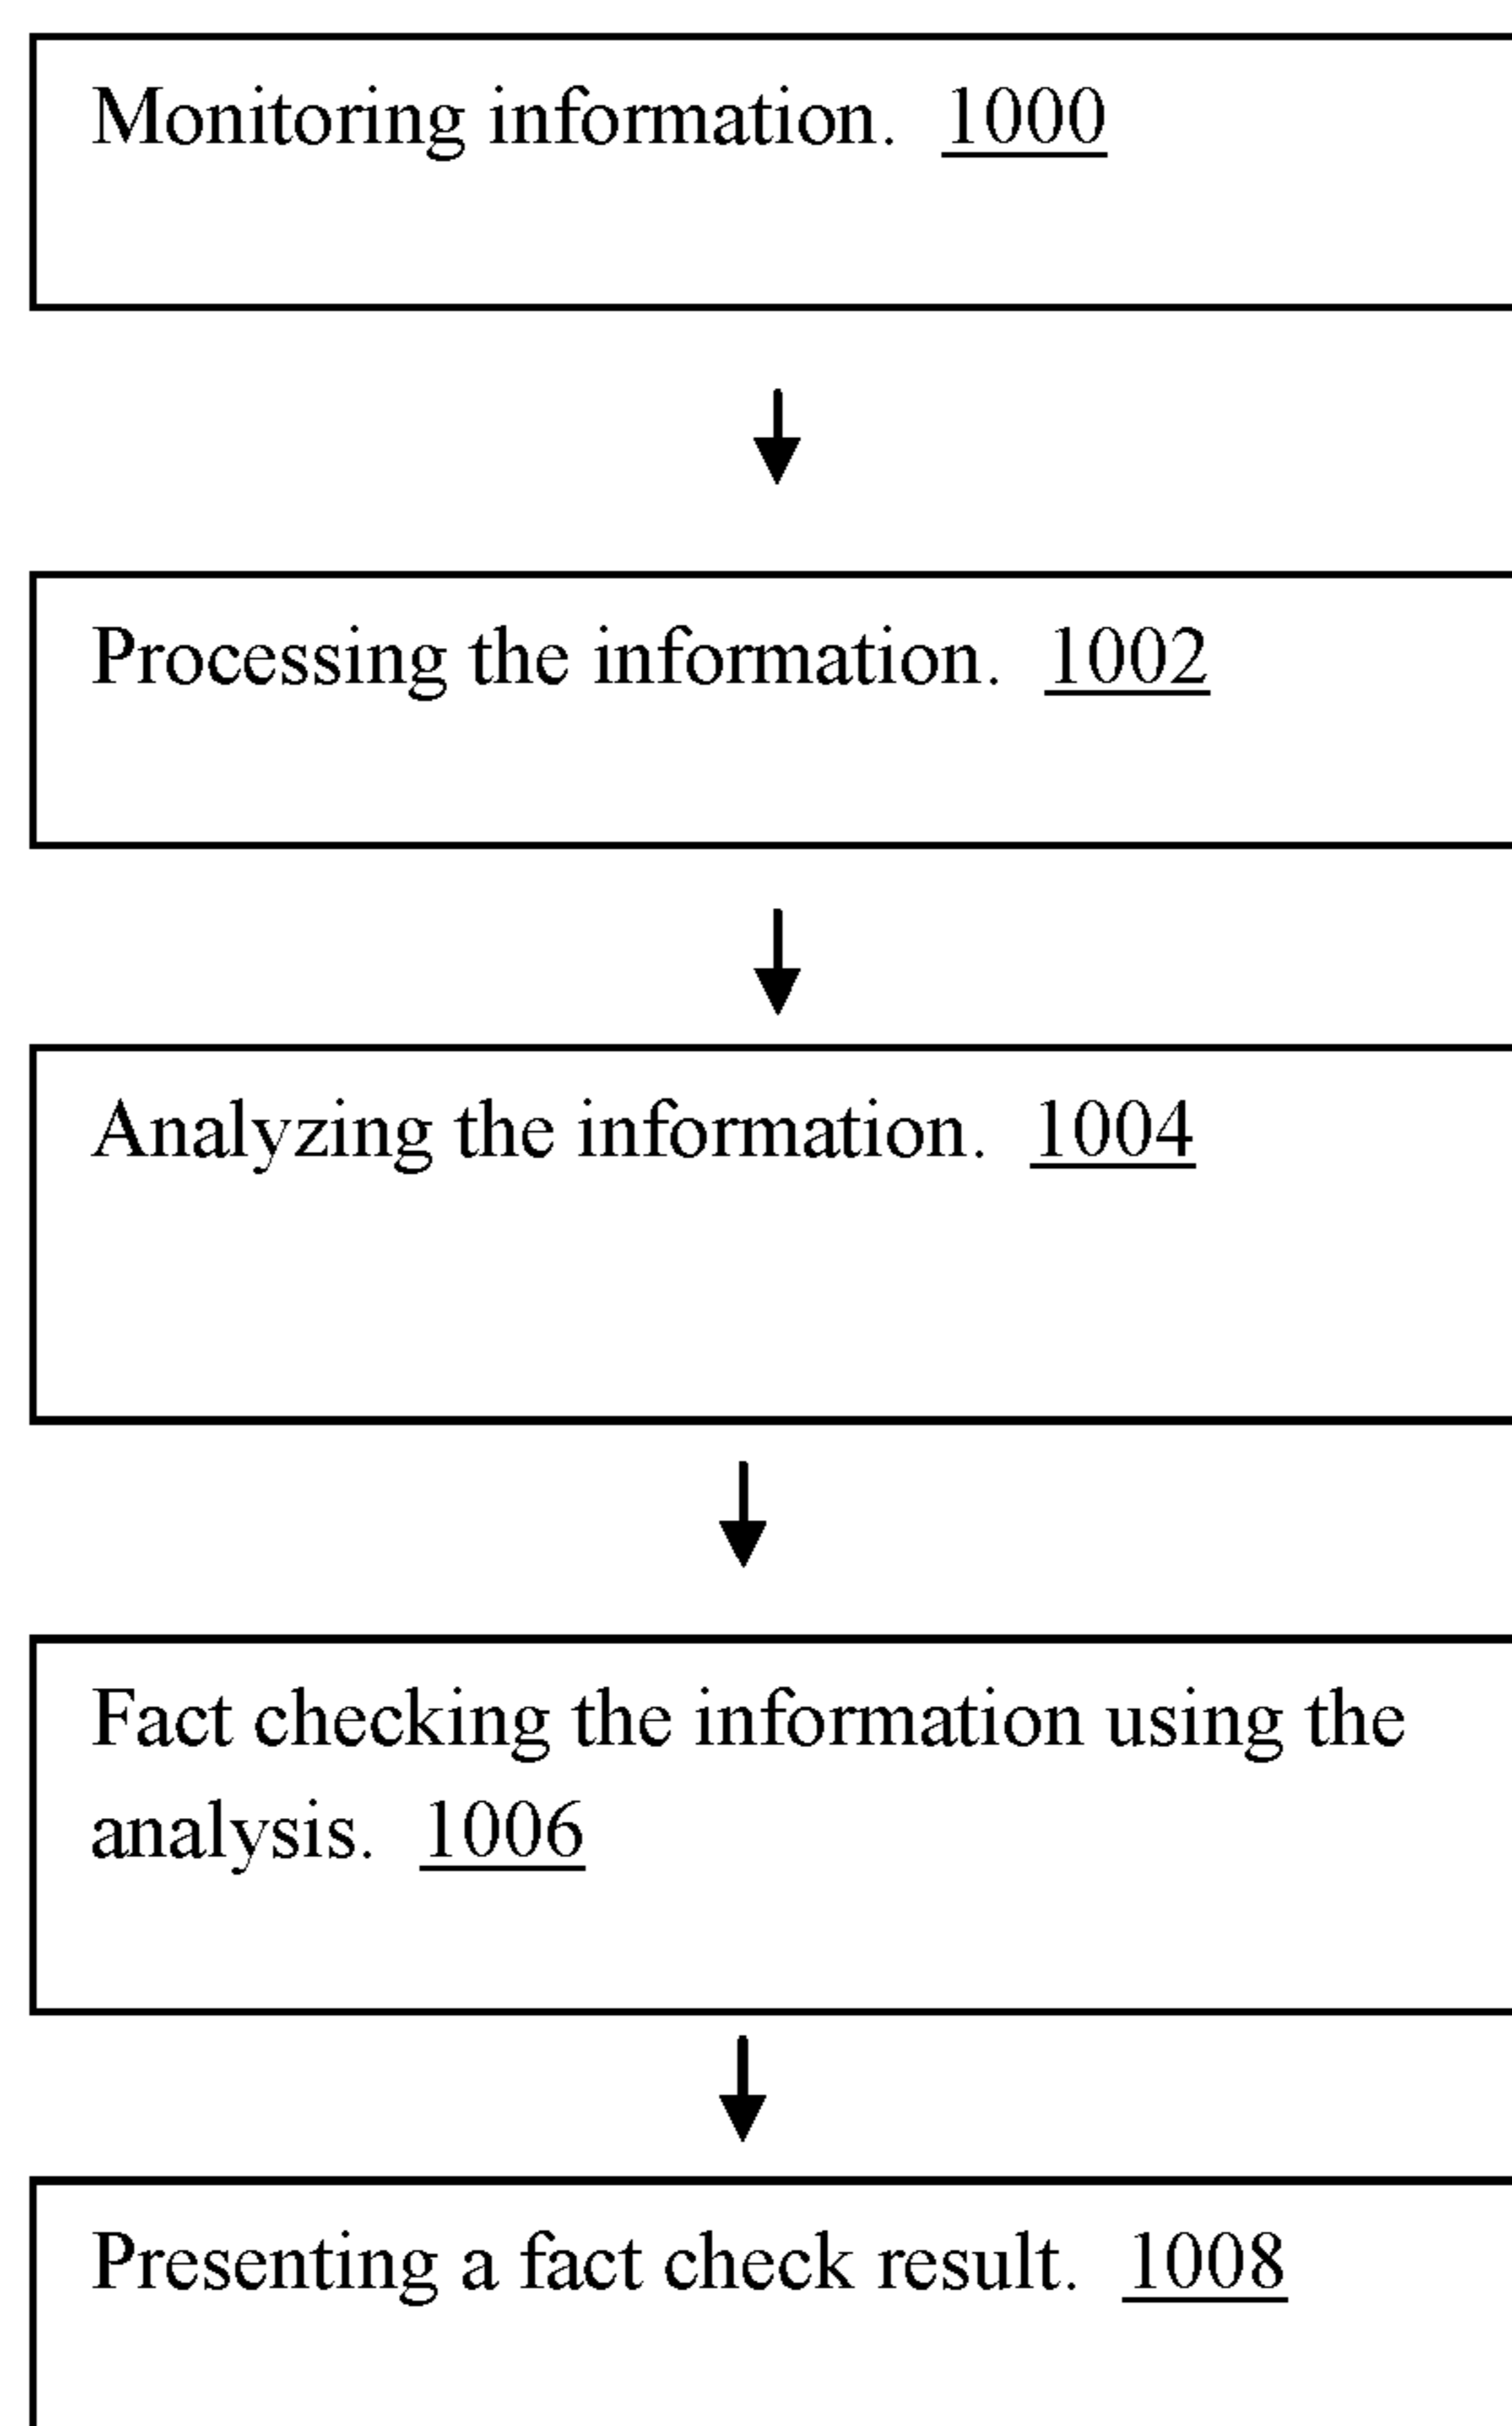 Monitoring information. 1000
Processing the information. 1002
Analyzing the information. 1004
Fact checking the information using the
analysis. 1006
Presenting a fact check result. 1008